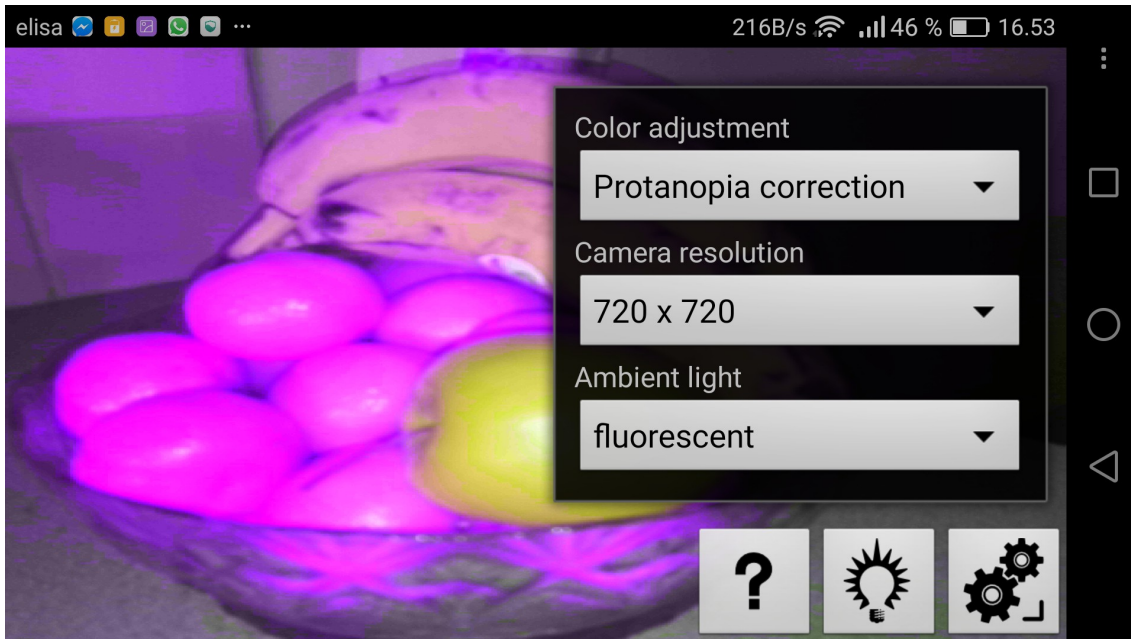 elisa ... 216B/s 46 % 16.53
Color adjustment
Protanopia correction
Camera resolution
720 x 720
Ambient light
fluorescent
?